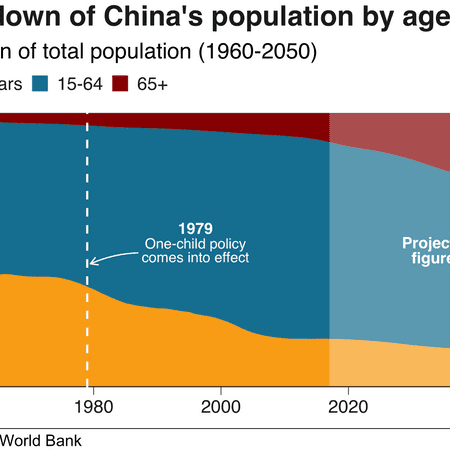 down of China's population by age
n of total population (1960-2050)
ars 15-64 65+
1979
One-child policy
comes into effect
Projec
figure
1980 2000 2020
World Bank